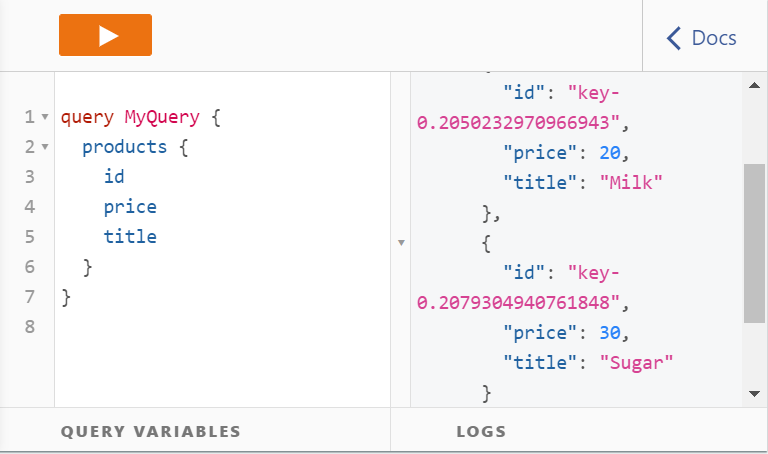 Docs
1 query MyQuery {
2 products {
3 id
4 price
5 title
6 }
7 }
8
"id": "key-
0.2050232970966943",
"price": 20,
"title": "Milk"
},
{
"id": "key-
0.2079304940761848",
"price": 30,
"title": "Sugar"
}
QUERY VARIABLES
LOGS